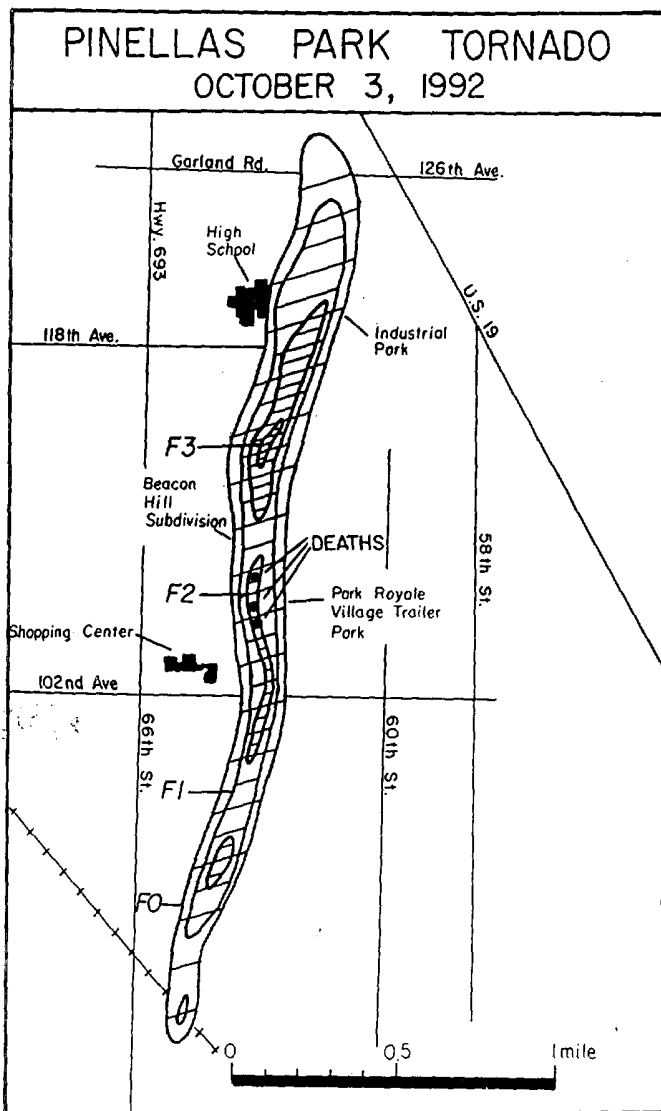 PINELLAS PARK TORNADO
OCTOBER 3, 1992
Garland Rd.
126th Ave.
Hwy. 693
High
School
U.S. 19
118th Ave.
Industrial
Park
F3
Beacon
Hill
Subdivision
DEATHS
58th St.
F2
Park Royale
Village Trailer
Park
Shopping Center
102nd Ave
66th St.
60th St.
F1
F0
0 0.5 1 mile